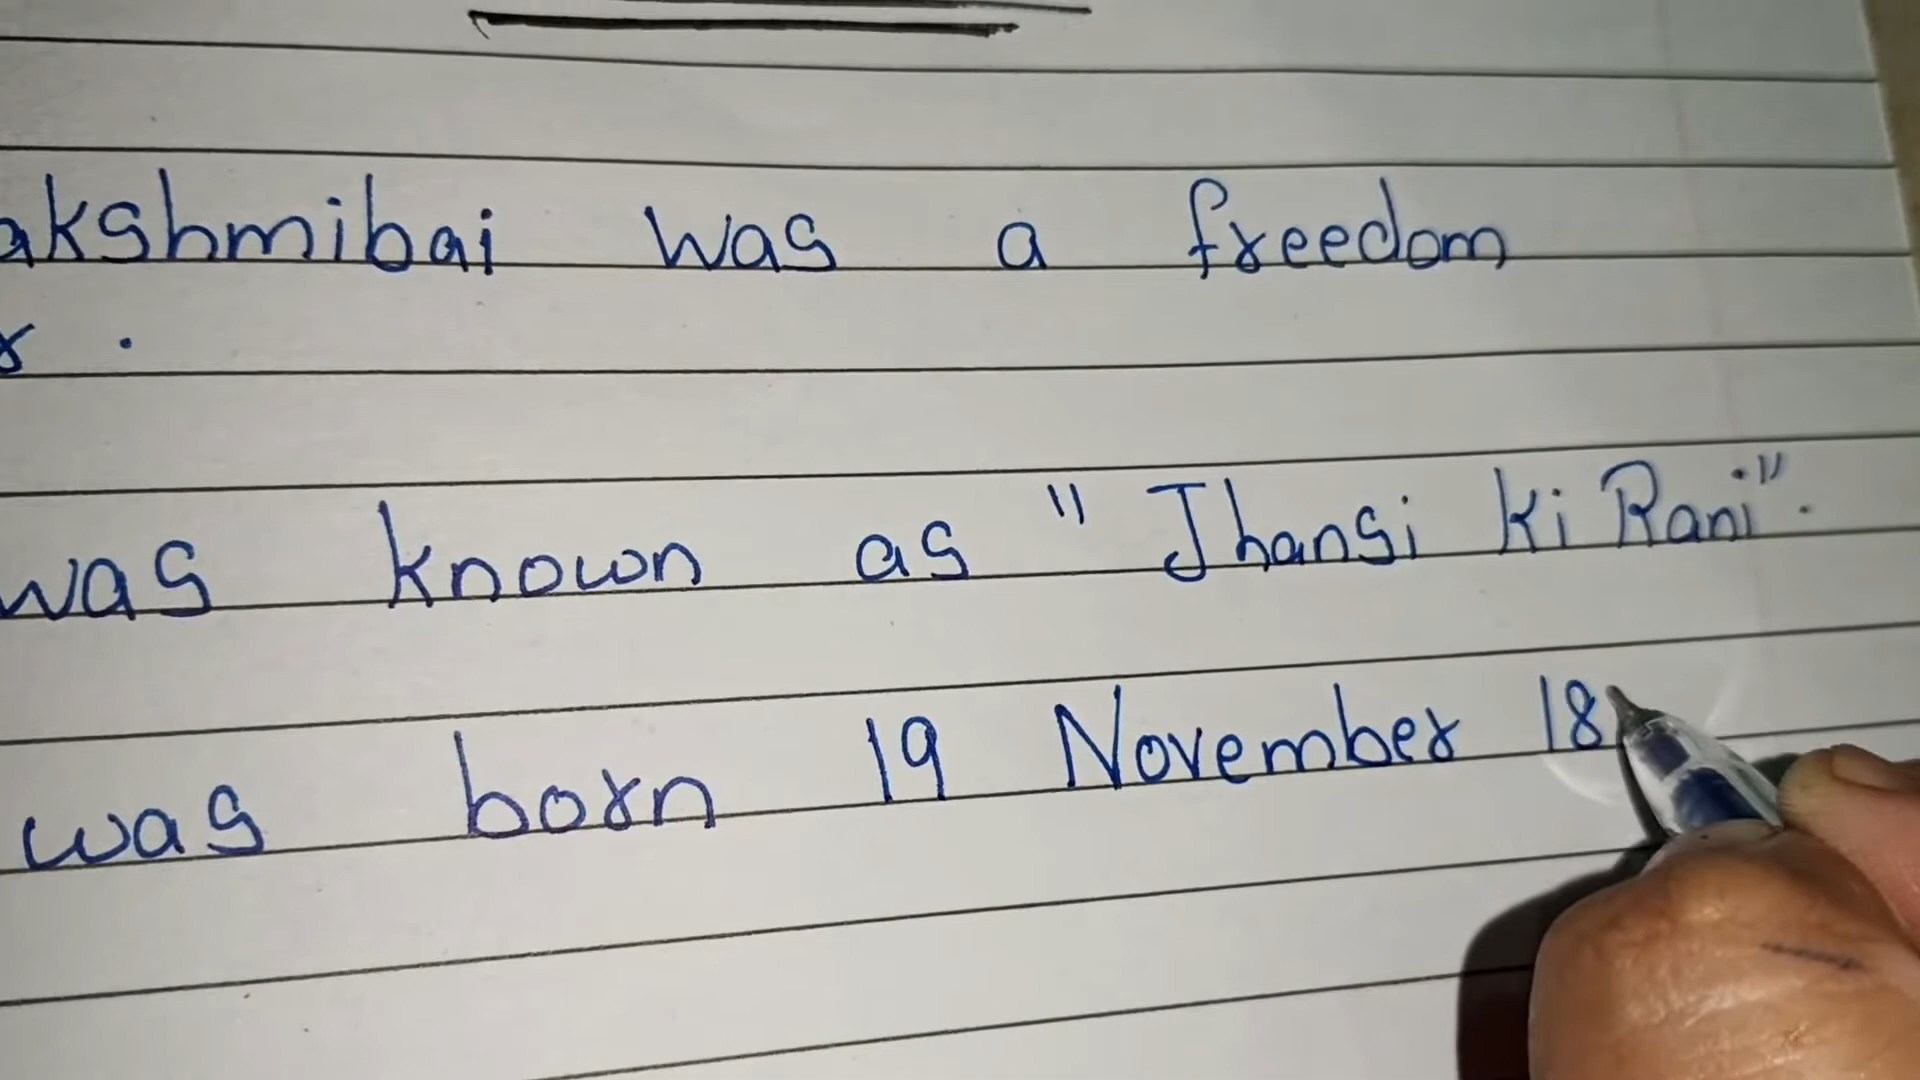 akshmibai was a freedom
r.
was known as "Jhansi Ki Rani".
was born 19 November 18